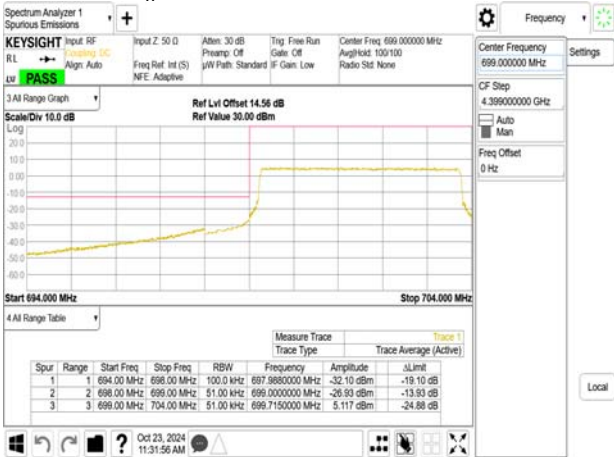 Spectrum Analyzer 1
Spurious Emissions
+
Frequency
KEYSIGHT
RL
LXI
PASS
Input: RF
Coupling: DC
Align: Auto
Input Z: 50 Ω
Freq Ref: Int (S)
NFE: Adaptive
Atten: 30 dB
Preamp: Off
µW Path: Standard
Trig: Free Run
Gate: Off
IF Gain: Low
Center Freq: 699.000000 MHz
Avg|Hold: 100/100
Radio Std: None
Center Frequency
699.000000 MHz
Settings
CF Step
4.399000000 GHz
Auto
Man
Freq Offset
0 Hz
3 All Range Graph
Scale/Div 10.0 dB
Ref Lvl Offset 14.56 dB
Ref Value 30.00 dBm
Log
20.0
10.0
0.00
-10.0
-20.0
-30.0
-40.0
-50.0
-60.0
Start 694.000 MHz
Stop 704.000 MHz
4 All Range Table
Measure Trace Trace 1
Trace Type Trace Average (Active)
Spur Range Start Freq Stop Freq RBW Frequency Amplitude ΔLimit
1 1 694.00 MHz 698.00 MHz 100.0 kHz 697.9880000 MHz -32.10 dBm -19.10 dB
2 2 698.00 MHz 699.00 MHz 51.00 kHz 699.0000000 MHz -26.93 dBm -13.93 dB
3 3 699.00 MHz 704.00 MHz 51.00 kHz 699.7150000 MHz 5.117 dBm -24.88 dB
Local
?
Oct 23, 2024
11:31:56 AM